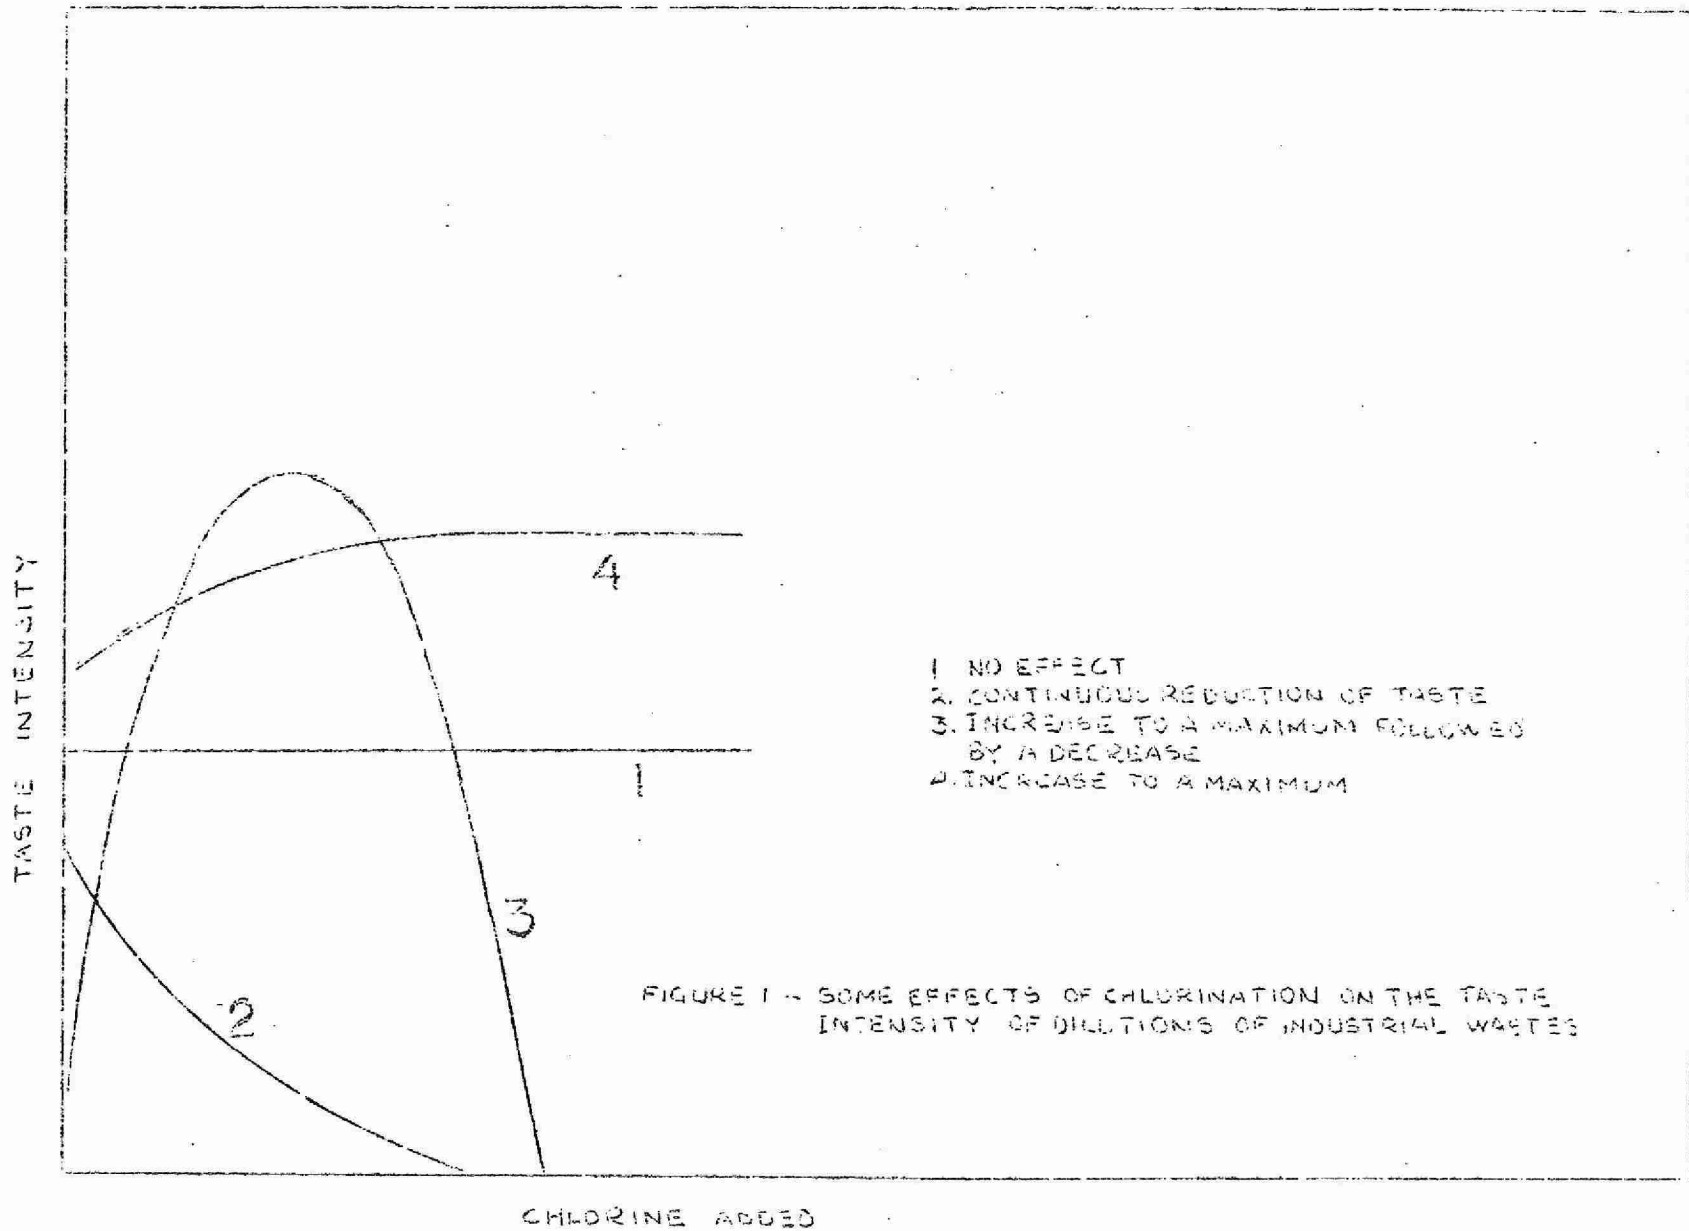 TASTE INTENSITY
4
1
3
2
1 NO EFFECT
2. CONTINUOUS REDUCTION OF TASTE
3. INCREASE TO A MAXIMUM FOLLOWED
BY A DECREASE
4. INCREASE TO A MAXIMUM
FIGURE 1 - SOME EFFECTS OF CHLORINATION ON THE TASTE
INTENSITY OF DILUTIONS OF INDUSTRIAL WASTES
CHLORINE ADDED